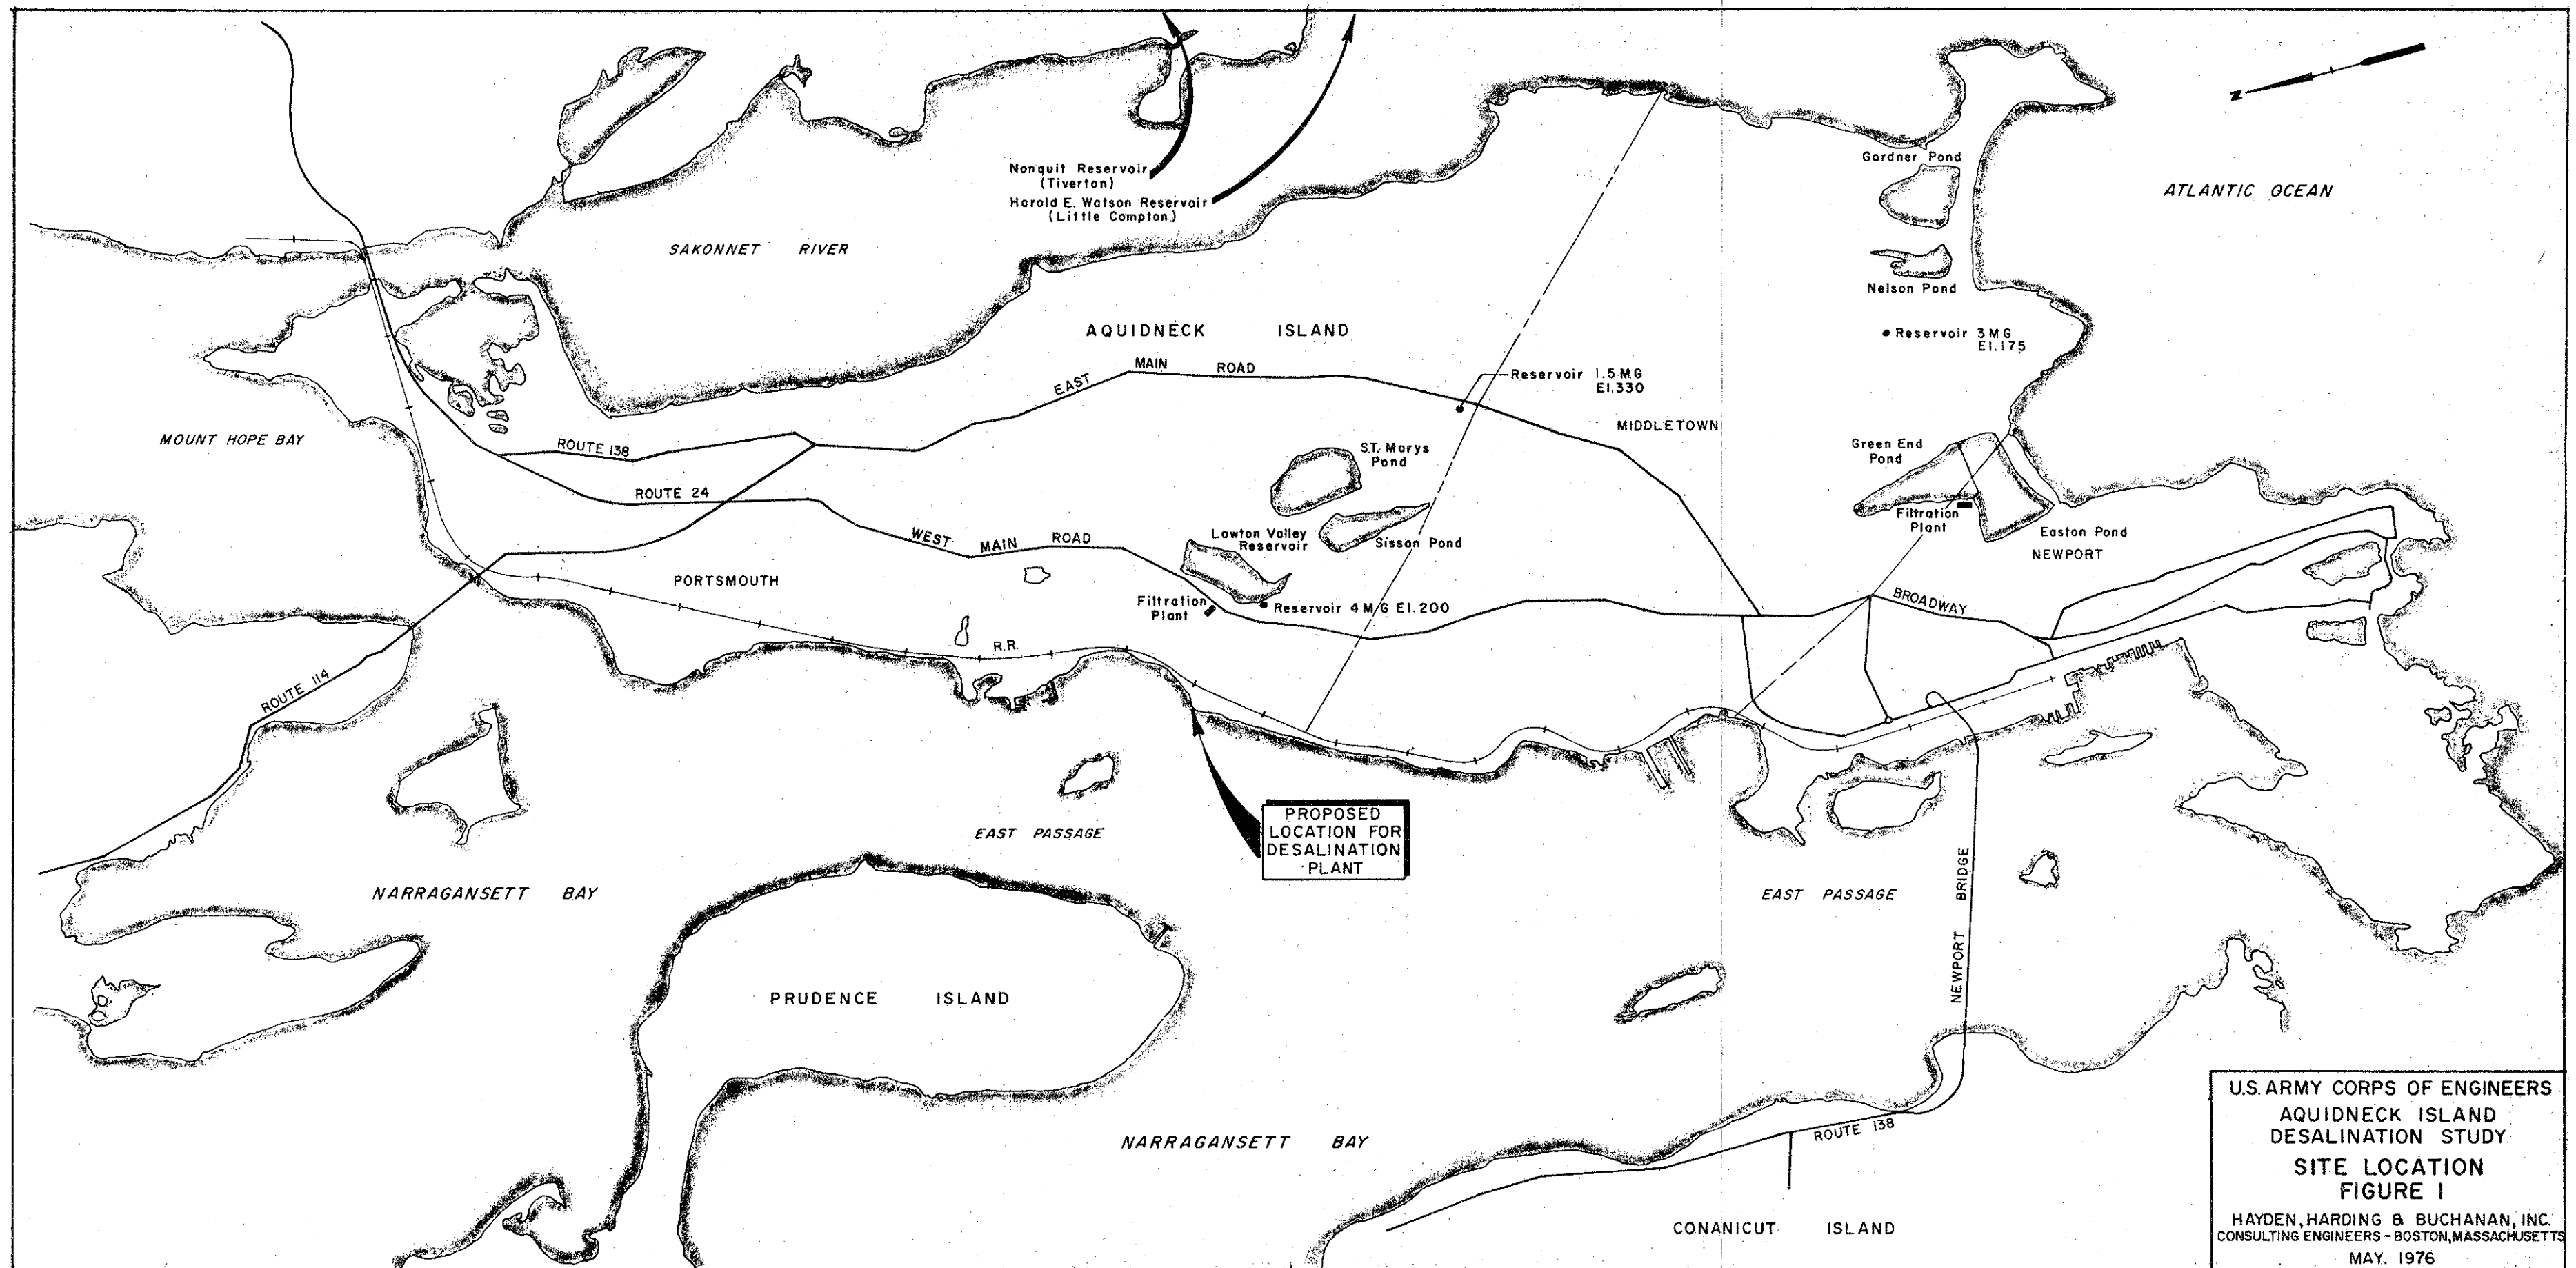 N
Nonquit Reservoir
(Tiverton)
Harold E. Watson Reservoir
(Little Compton)
Gardner Pond
ATLANTIC OCEAN
SAKONNET RIVER
Nelson Pond
AQUIDNECK ISLAND
Reservoir 3 MG
El. 175
EAST MAIN ROAD
Reservoir 1.5 MG
El. 330
MIDDLETOWN
MOUNT HOPE BAY
ROUTE 138
S.T. Marys
Pond
Green End
Pond
ROUTE 24
Filtration
Plant
Easton Pond
NEWPORT
WEST MAIN ROAD
Lawton Valley
Reservoir
Sisson Pond
PORTSMOUTH
Filtration
Plant
Reservoir 4 MG El. 200
BROADWAY
R.R.
ROUTE 114
PROPOSED
LOCATION FOR
DESALINATION
PLANT
EAST PASSAGE
NARRAGANSETT BAY
EAST PASSAGE
NEWPORT BRIDGE
PRUDENCE ISLAND
NARRAGANSETT BAY
ROUTE 138
CONANICUT ISLAND
U.S. ARMY CORPS OF ENGINEERS
AQUIDNECK ISLAND
DESALINATION STUDY
SITE LOCATION
FIGURE 1
HAYDEN, HARDING & BUCHANAN, INC.
CONSULTING ENGINEERS - BOSTON, MASSACHUSETTS
MAY. 1976